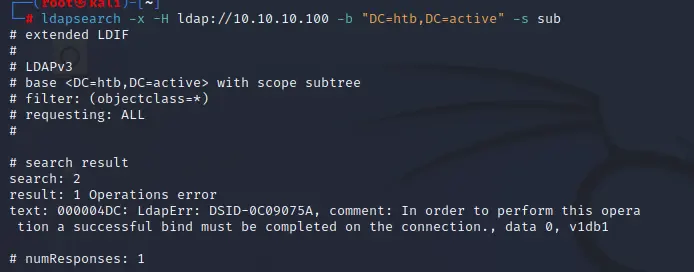 (root㉿kali)-[~]
# ldapsearch -x -H ldap://10.10.10.100 -b "DC=htb,DC=active" -s sub
# extended LDIF
#
# LDAPv3
# base <DC=htb,DC=active> with scope subtree
# filter: (objectclass=*)
# requesting: ALL
#

# search result
search: 2
result: 1 Operations error
text: 000004DC: LdapErr: DSID-0C09075A, comment: In order to perform this opera
 tion a successful bind must be completed on the connection., data 0, v1db1

# numResponses: 1